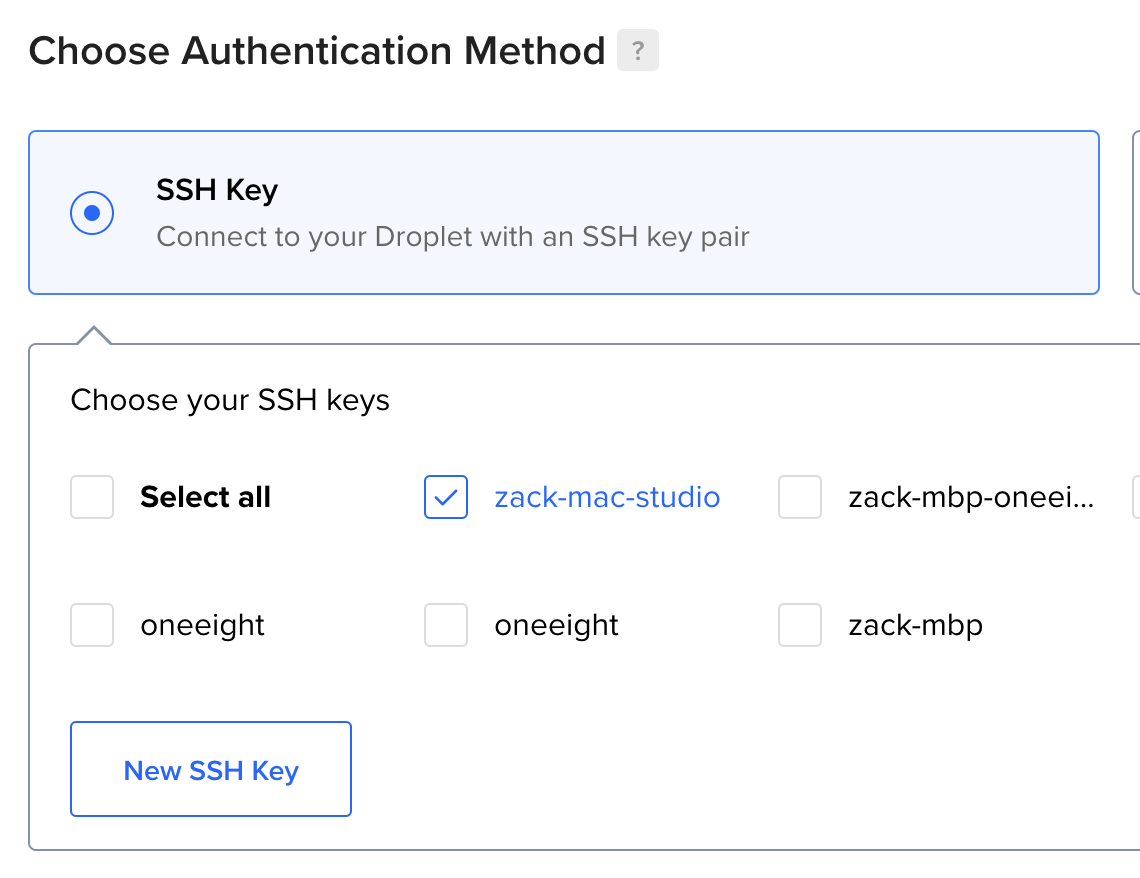 Choose Authentication Method ?
SSH Key
Connect to your Droplet with an SSH key pair
Choose your SSH keys
Select all zack-mac-studio zack-mbp-oneei...
oneeight oneeight zack-mbp
New SSH Key